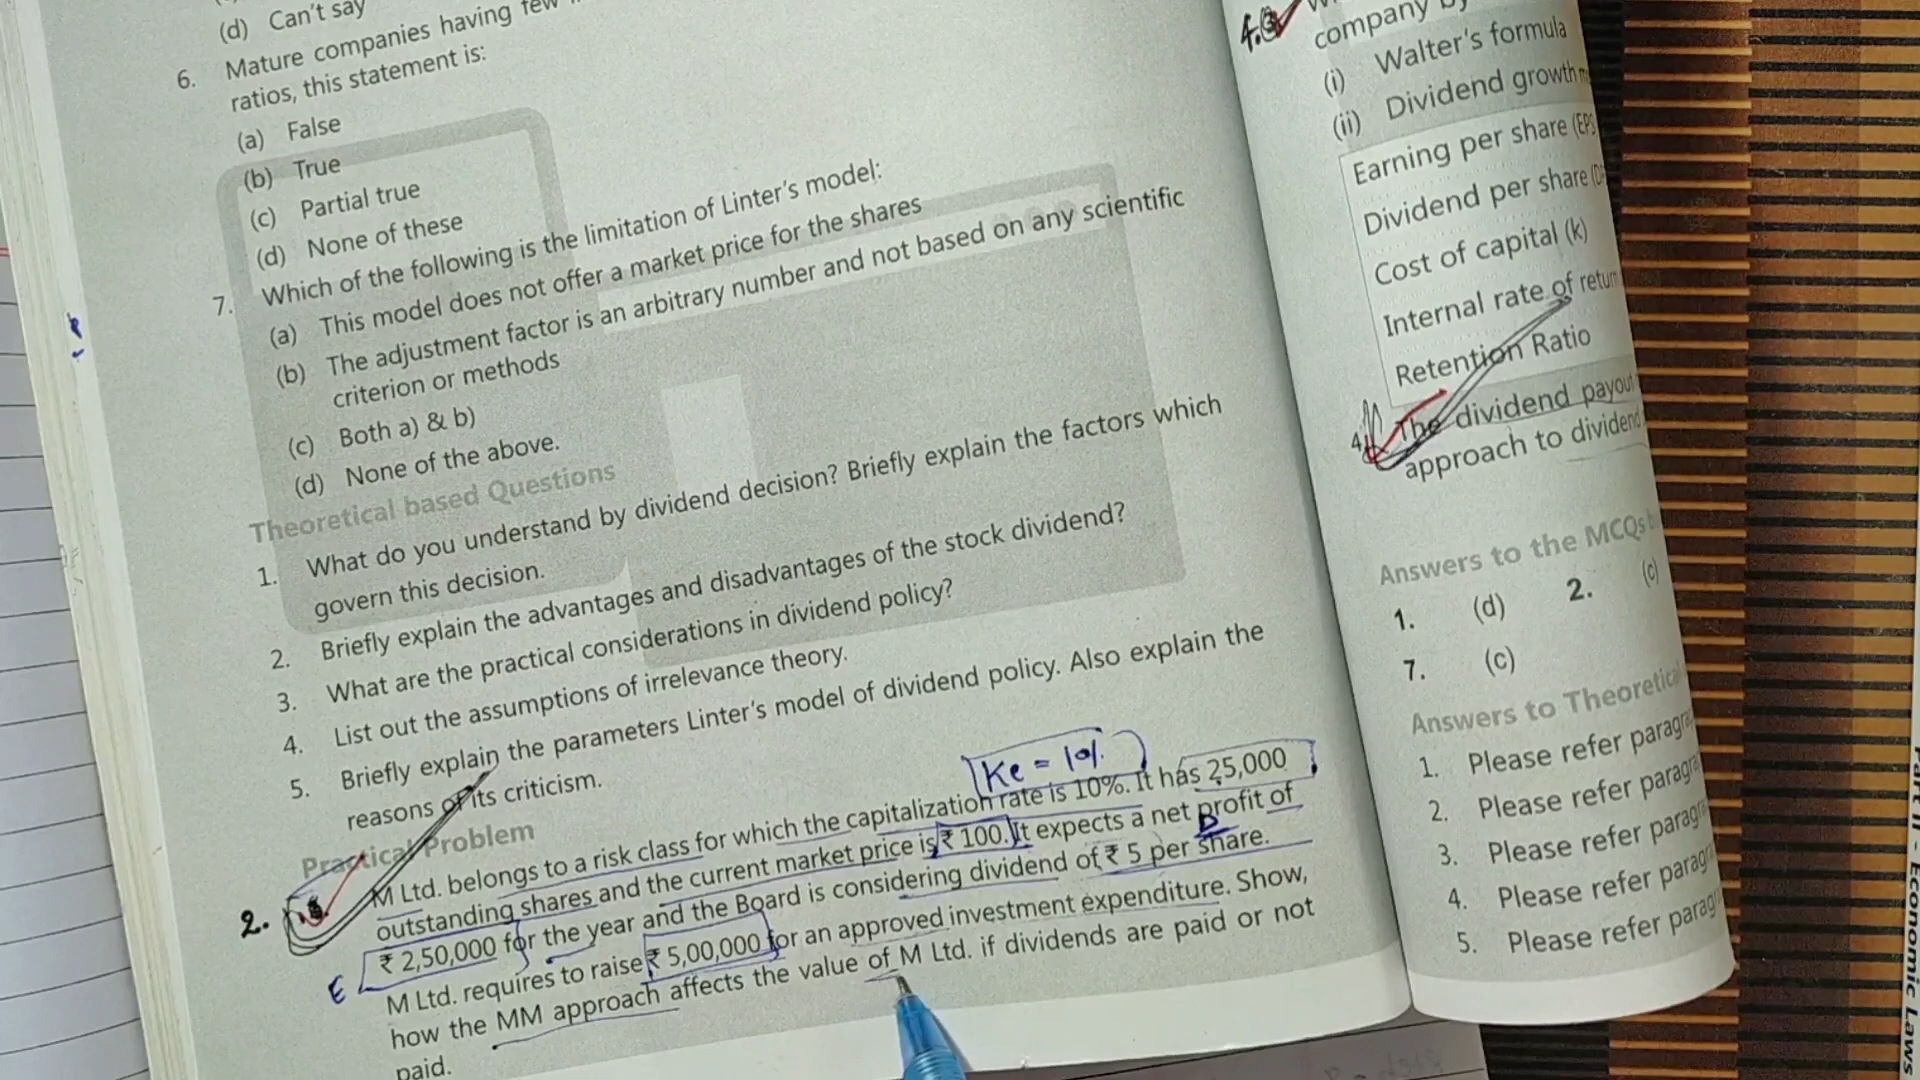 (d) Can't say
6. Mature companies having few
ratios, this statement is:
(a) False
(b) True
(c) Partial true
(d) None of these
7. Which of the following is the limitation of Linter's model:
(a) This model does not offer a market price for the shares
(b) The adjustment factor is an arbitrary number and not based on any scientific
criterion or methods
(c) Both a) & b)
(d) None of the above.
Theoretical based Questions
1. What do you understand by dividend decision? Briefly explain the factors which
govern this decision.
2. Briefly explain the advantages and disadvantages of the stock dividend?
3. What are the practical considerations in dividend policy?
4. List out the assumptions of irrelevance theory.
5. Briefly explain the parameters Linter's model of dividend policy. Also explain the
reasons of its criticism.
Ke = 10%
Practical Problem
2. M Ltd. belongs to a risk class for which the capitalization rate is 10%. It has 25,000
outstanding shares and the current market price is ₹ 100. It expects a net profit of
E ₹ 2,50,000 for the year and the Board is considering dividend of ₹ 5 per share.
D
M Ltd. requires to raise ₹ 5,00,000 for an approved investment expenditure. Show,
how the MM approach affects the value of M Ltd. if dividends are paid or not
paid.
company by
(i) Walter's formula
(ii) Dividend growth
Earning per share (EPS
Dividend per share
Cost of capital (k)
Internal rate of return
Retention Ratio
4. The dividend payout
approach to dividend
Answers to the MCQs
1. (d) 2. (c)
7. (c)
Answers to Theoretical
1. Please refer paragra
2. Please refer paragra
3. Please refer paragra
4. Please refer paragra
5. Please refer paragra
Part II - Economic Laws